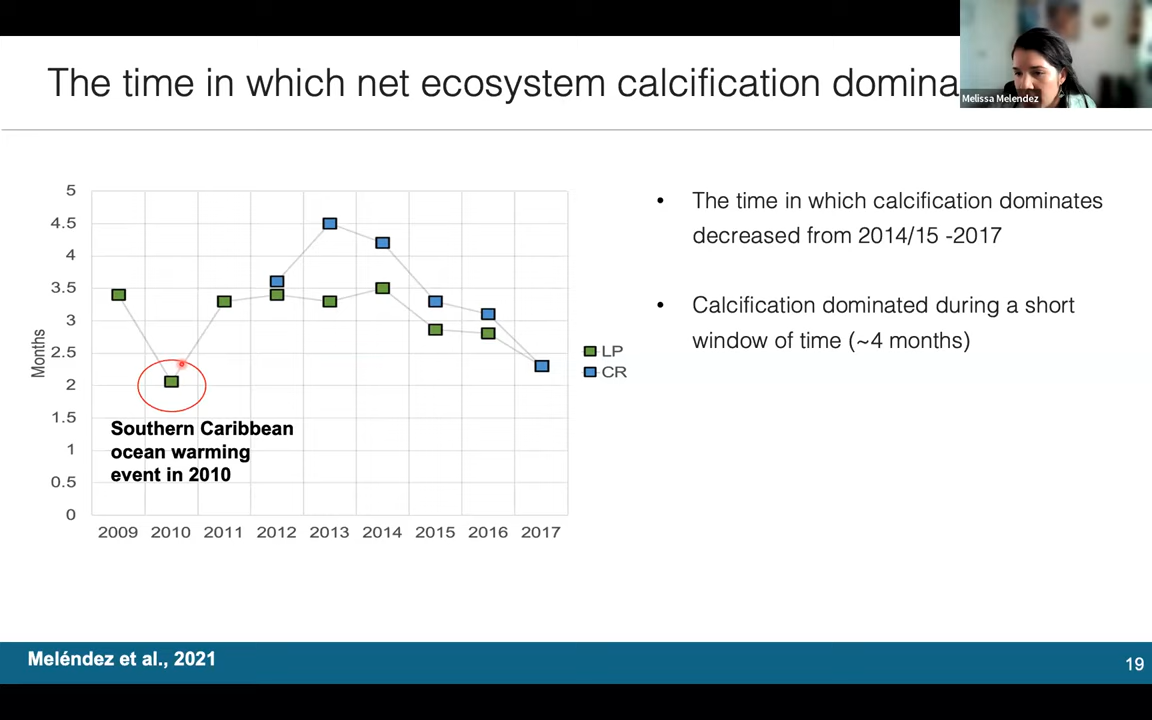 The time in which net ecosystem calcification domina
Melissa Melendez
5
4.5
4
3.5
3
2.5
2
1.5
1
0.5
0
Months
2009 2010 2011 2012 2013 2014 2015 2016 2017
Southern Caribbean
ocean warming
event in 2010
LP
CR
• The time in which calcification dominates
decreased from 2014/15 -2017
• Calcification dominated during a short
window of time (~4 months)
Meléndez et al., 2021
19